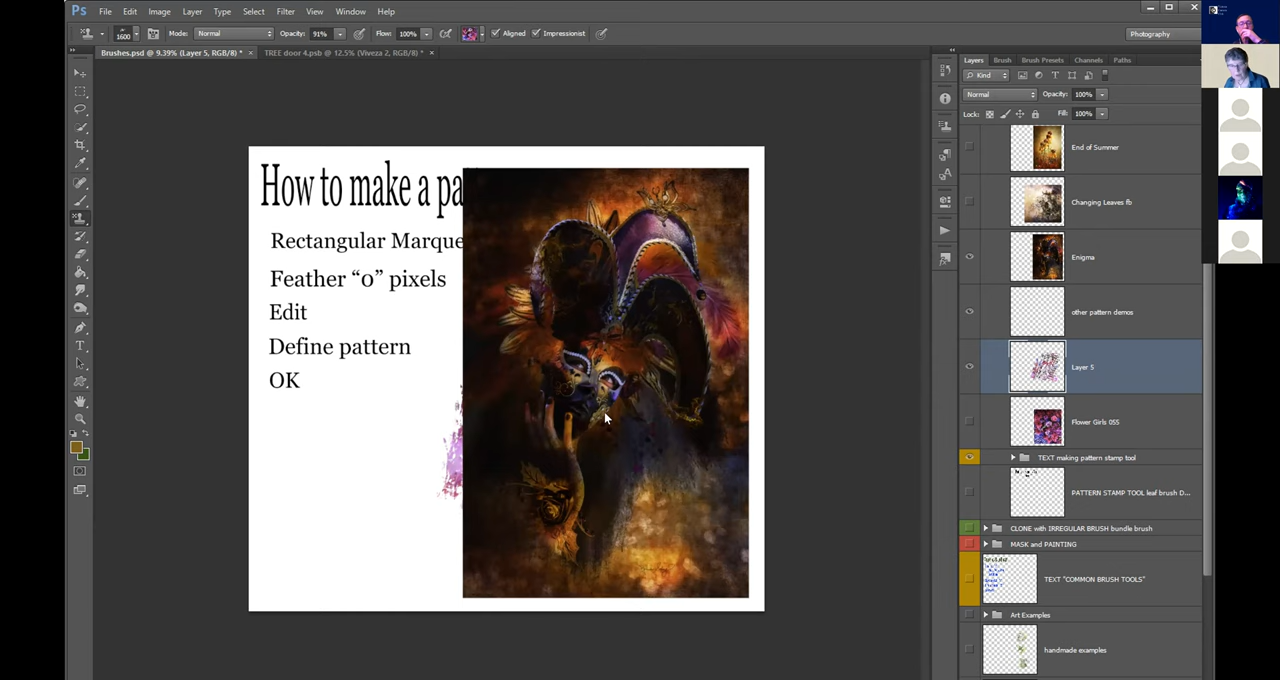 Ps File Edit Image Layer Type Select Filter View Window Help
1600 Mode: Normal Opacity: 91% Flow: 100% Aligned Impressionist Photography
Brushes.psd @ 9.39% (Layer 5, RGB/8) * × TREE door 4.psb @ 12.5% (Viveza 2, RGB/8) * ×
Layers Brush Brush Presets Channels Paths
Kind
Normal Opacity: 100%
Lock: Fill: 100%
How to make a pa
Rectangular Marque
Feather “0” pixels
Edit
Define pattern
OK
End of Summer
Changing Leaves fb
Enigma
other pattern demos
Layer 5
Flower Girls 055
TEXT making pattern stamp tool
PATTERN STAMP TOOL leaf brush D...
CLONE with IRREGULAR BRUSH bundle brush
MASK and PAINTING
TEXT "COMMON BRUSH TOOLS"
Art Examples
handmade examples